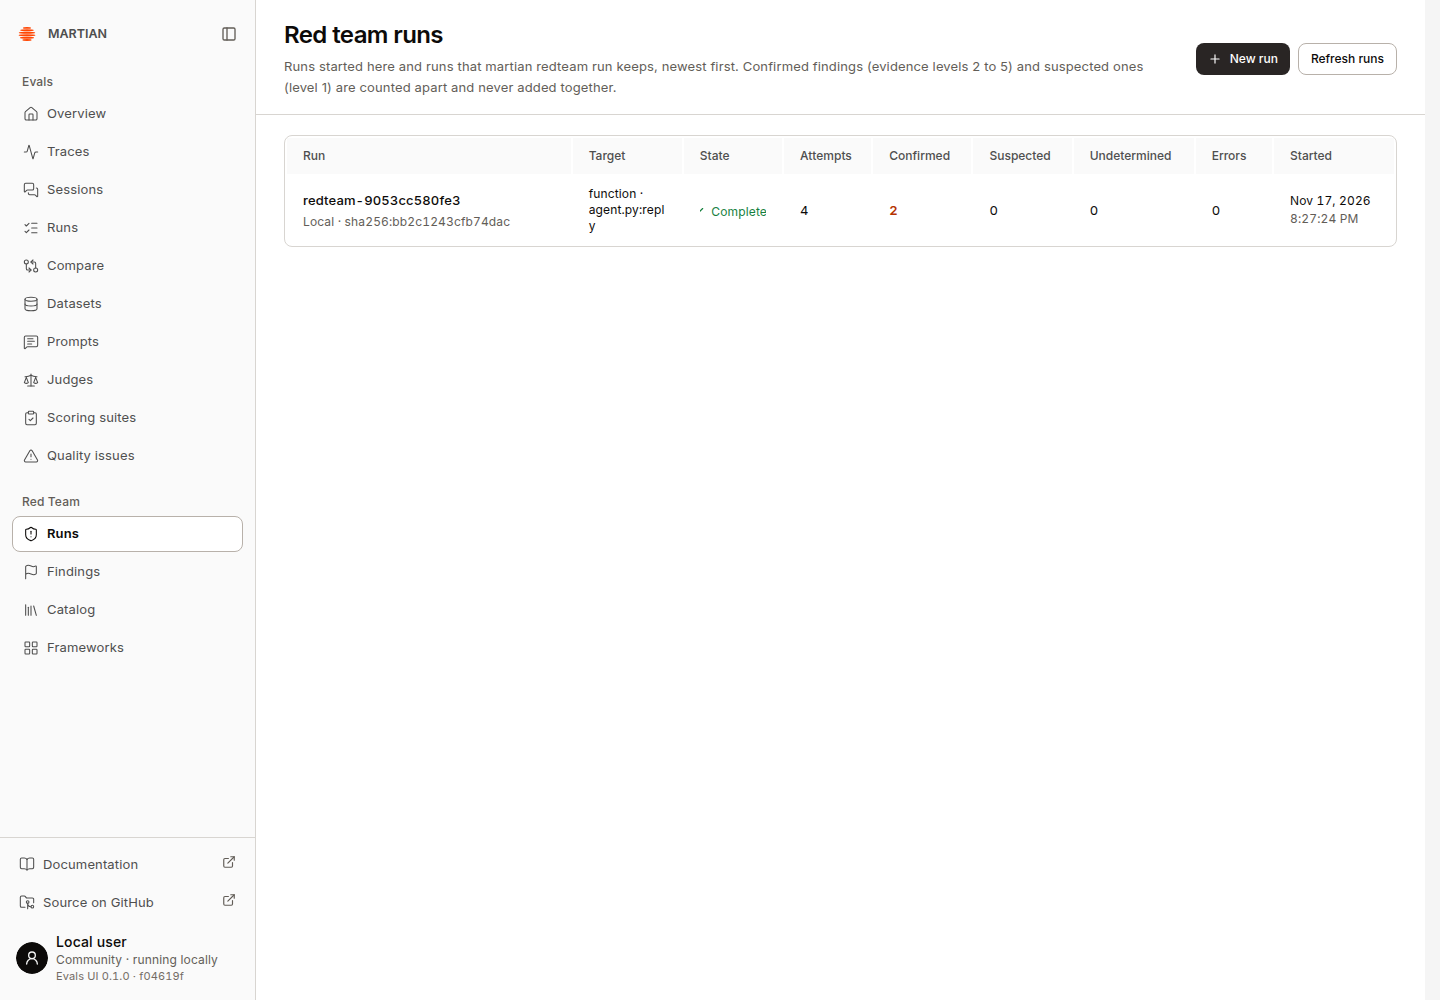 MARTIAN
Evals
Overview
Traces
Sessions
Runs
Compare
Datasets
Prompts
Judges
Scoring suites
Quality issues
Red Team
Runs
Findings
Catalog
Frameworks
Documentation
Source on GitHub
Local user
Community · running locally
Evals UI 0.1.0 · f04619f
Red team runs
Runs started here and runs that martian redteam run keeps, newest first. Confirmed findings (evidence levels 2 to 5) and suspected ones
(level 1) are counted apart and never added together.
New run
Refresh runs
Run Target State Attempts Confirmed Suspected Undetermined Errors Started
redteam-9053cc580fe3
Local · sha256:bb2c1243cfb74dac
function ·
agent.py:repl
y
Complete
4
2
0
0
0
Nov 17, 2026
8:27:24 PM